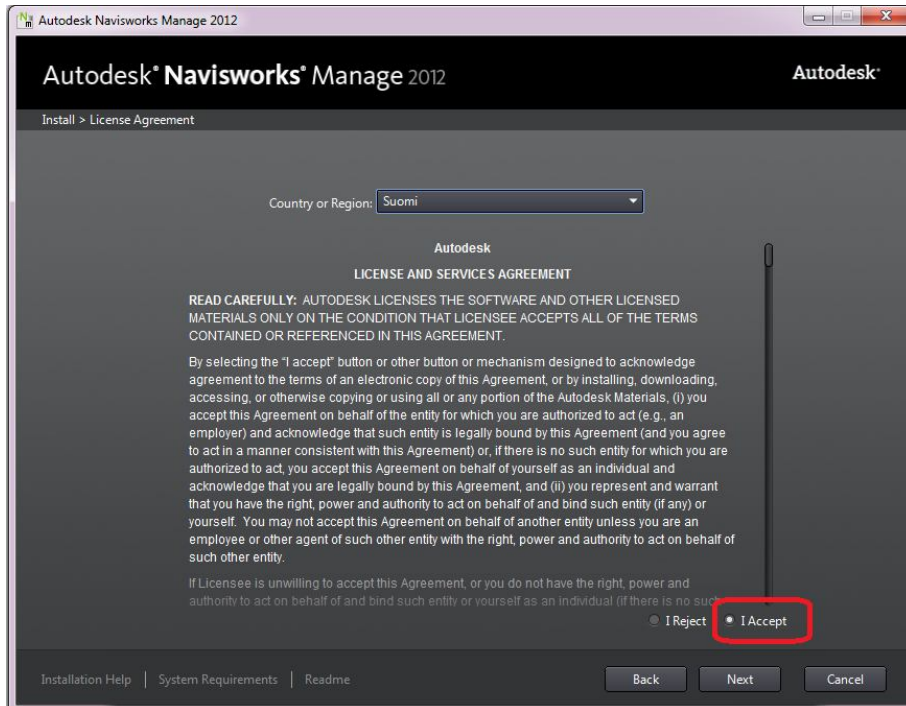 Autodesk Navisworks Manage 2012
Autodesk® Navisworks® Manage 2012
Autodesk®
Install > License Agreement
Country or Region: Suomi
Autodesk
LICENSE AND SERVICES AGREEMENT
READ CAREFULLY: AUTODESK LICENSES THE SOFTWARE AND OTHER LICENSED
MATERIALS ONLY ON THE CONDITION THAT LICENSEE ACCEPTS ALL OF THE TERMS
CONTAINED OR REFERENCED IN THIS AGREEMENT.
By selecting the “I accept” button or other button or mechanism designed to acknowledge
agreement to the terms of an electronic copy of this Agreement, or by installing, downloading,
accessing, or otherwise copying or using all or any portion of the Autodesk Materials, (i) you
accept this Agreement on behalf of the entity for which you are authorized to act (e.g., an
employer) and acknowledge that such entity is legally bound by this Agreement (and you agree
to act in a manner consistent with this Agreement) or, if there is no such entity for which you are
authorized to act, you accept this Agreement on behalf of yourself as an individual and
acknowledge that you are legally bound by this Agreement, and (ii) you represent and warrant
that you have the right, power and authority to act on behalf of and bind such entity (if any) or
yourself. You may not accept this Agreement on behalf of another entity unless you are an
employee or other agent of such other entity with the right, power and authority to act on behalf of
such other entity.
If Licensee is unwilling to accept this Agreement, or you do not have the right, power and
authority to act on behalf of and bind such entity or yourself as an individual (if there is no such
I Reject I Accept
Installation Help | System Requirements | Readme Back Next Cancel